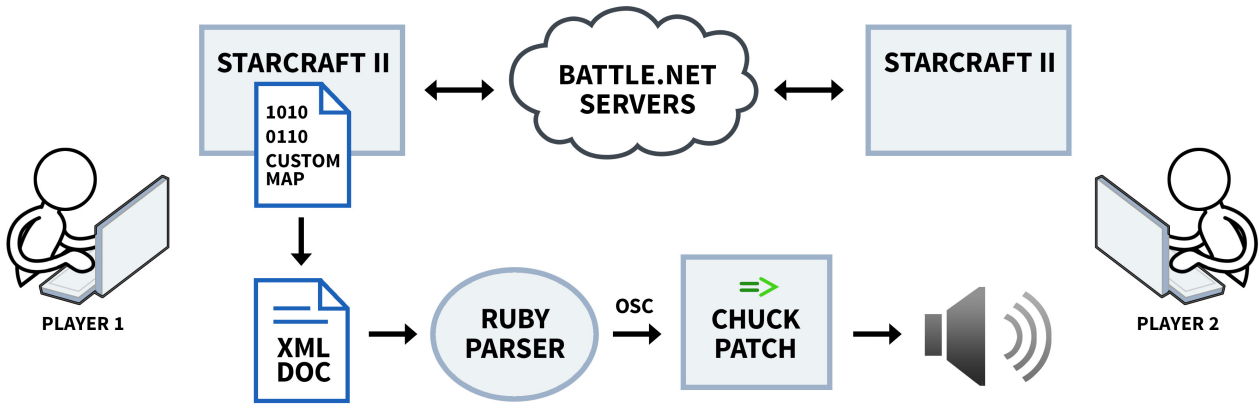 STARCRAFT II
BATTLE.NET
SERVERS
STARCRAFT II
1010
0110
CUSTOM
MAP
PLAYER 1
XML
DOC
RUBY
PARSER
OSC
=>
CHUCK
PATCH
PLAYER 2